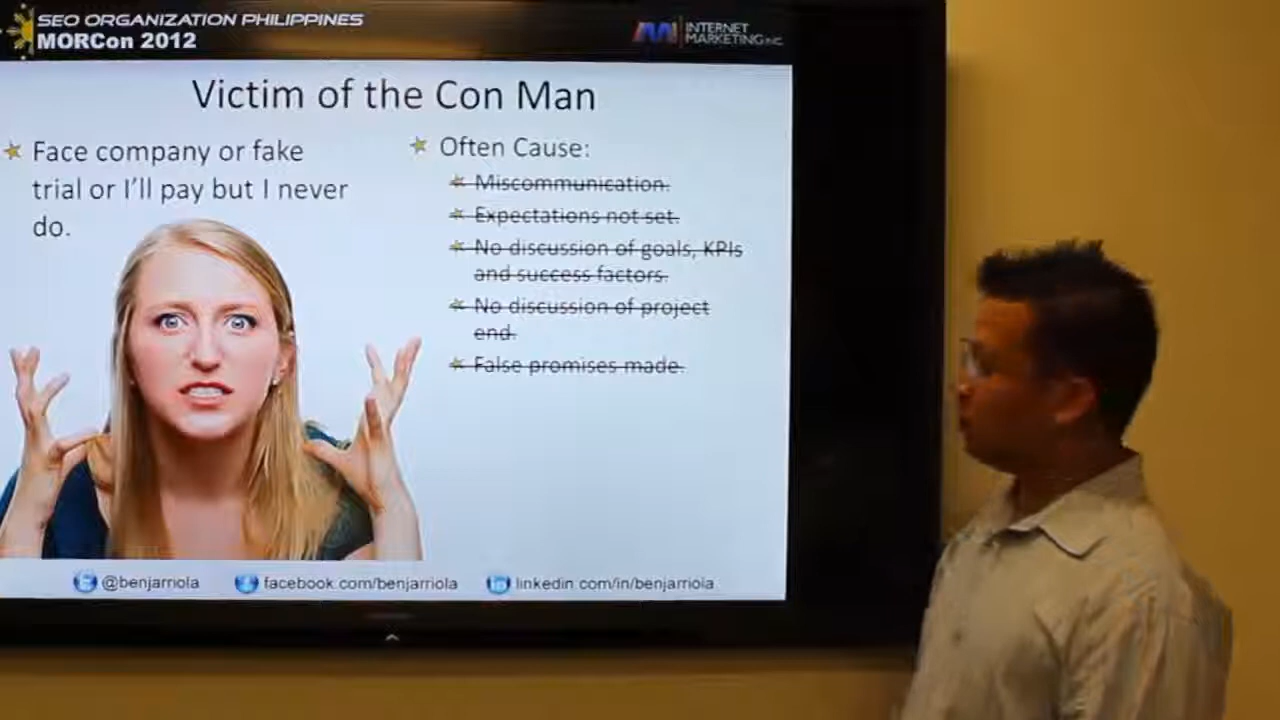 SEO ORGANIZATION PHILIPPINES
MORCon 2012
INTERNET
MARKETING INC.
Victim of the Con Man
Face company or fake
trial or I'll pay but I never
do.
Often Cause:
Miscommunication.
Expectations not set.
No discussion of goals, KPIs
and success factors.
No discussion of project
end.
False promises made.
@benjarriola
facebook.com/benjarriola
linkedin.com/in/benjarriola